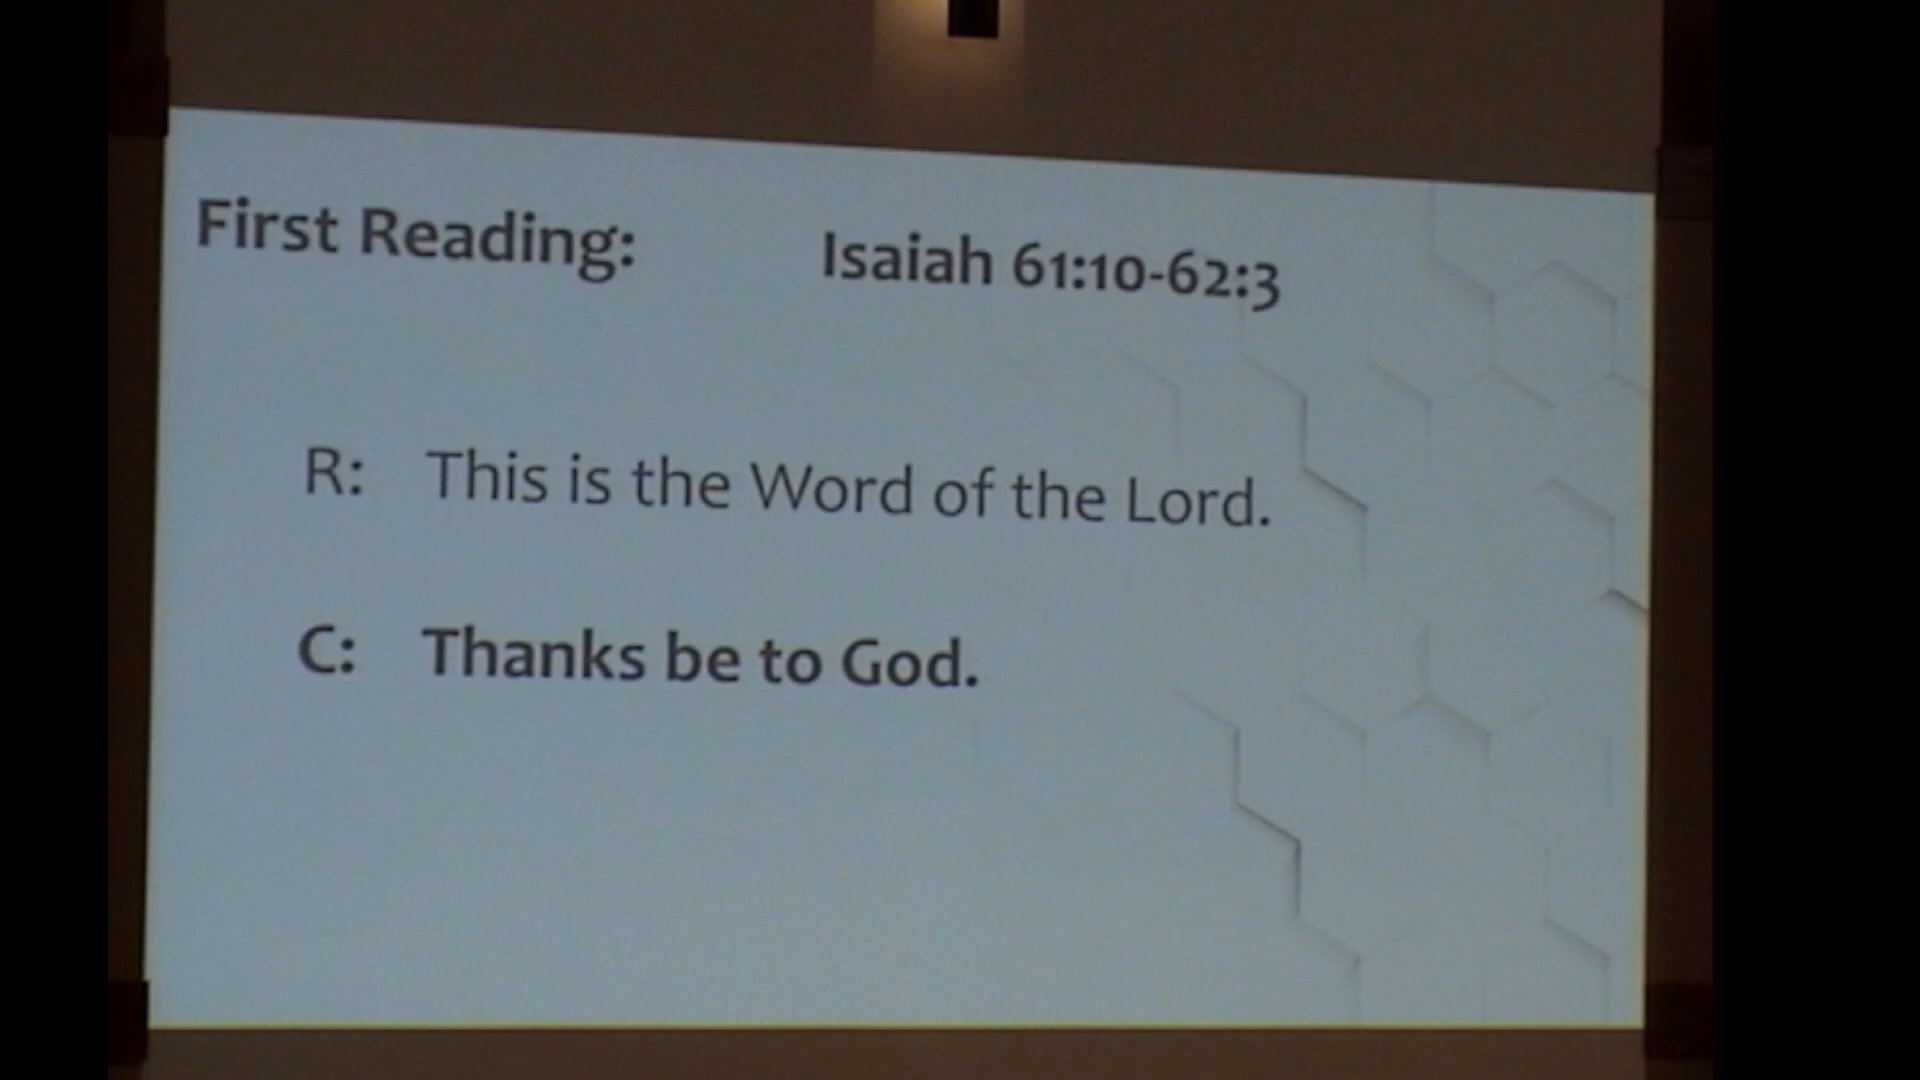 First Reading: Isaiah 61:10-62:3
R: This is the Word of the Lord.
C: Thanks be to God.